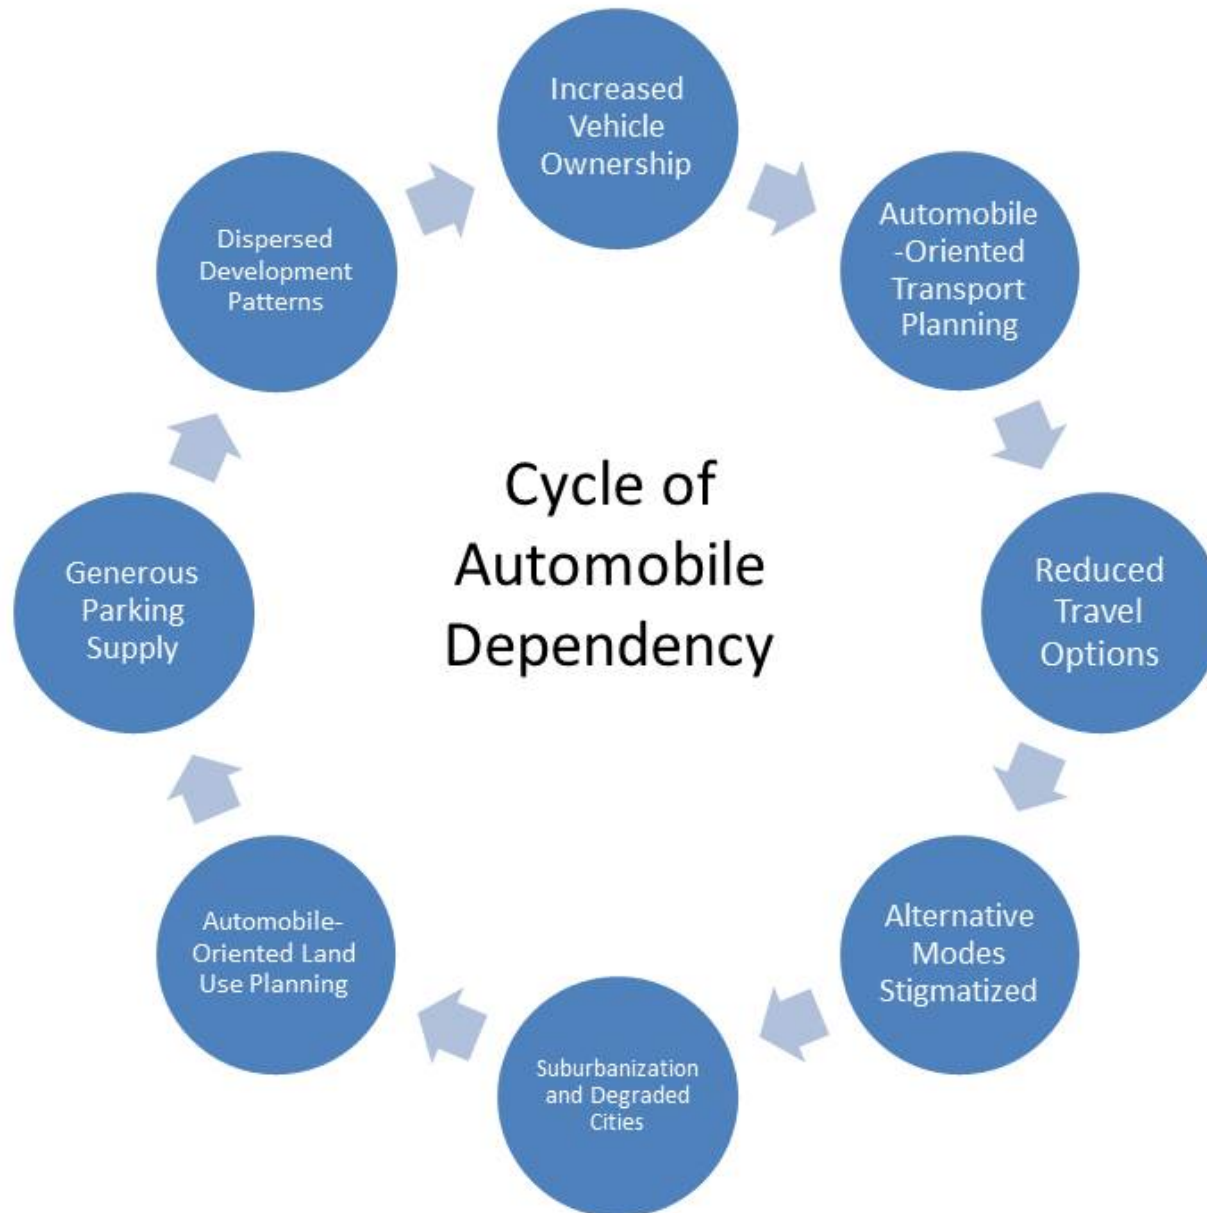 Increased
Vehicle
Ownership
Automobile
-Oriented
Transport
Planning
Reduced
Travel
Options
Alternative
Modes
Stigmatized
Suburbanization
and Degraded
Cities
Automobile-
Oriented Land
Use Planning
Generous
Parking
Supply
Dispersed
Development
Patterns
Cycle of
Automobile
Dependency